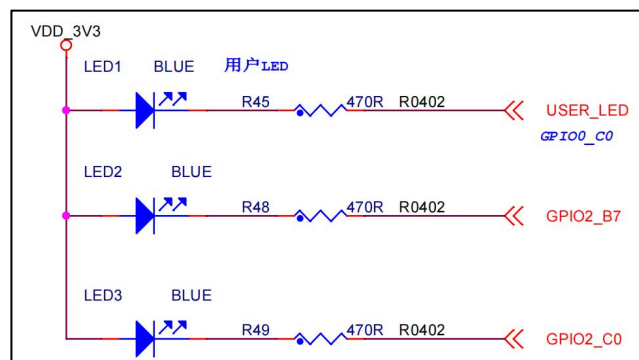 VDD_3V3
LED1 BLUE 用户LED
R45 470R R0402 USER_LED
GPIO0_C0
LED2 BLUE
R48 470R R0402 GPIO2_B7
LED3 BLUE
R49 470R R0402 GPIO2_C0